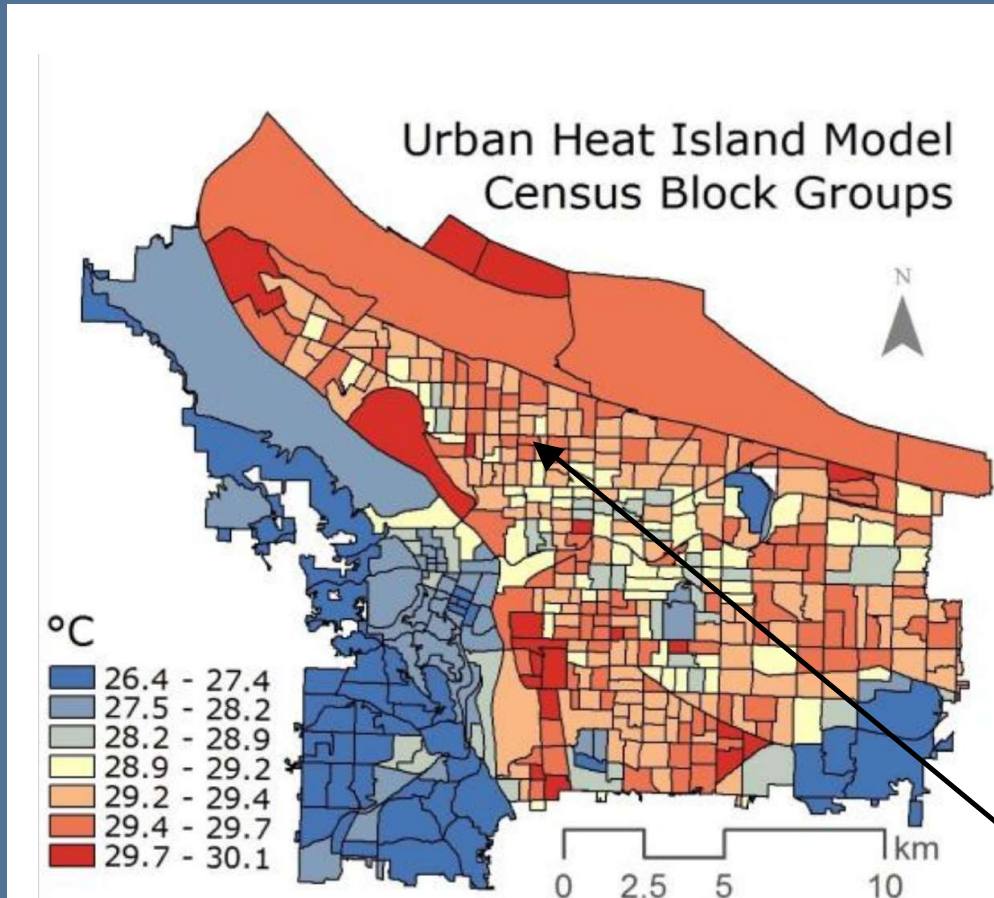 Urban Heat Island Model
Census Block Groups
N
°C
26.4 - 27.4
27.5 - 28.2
28.2 - 28.9
28.9 - 29.2
29.2 - 29.4
29.4 - 29.7
29.7 - 30.1
km
0 2.5 5 10